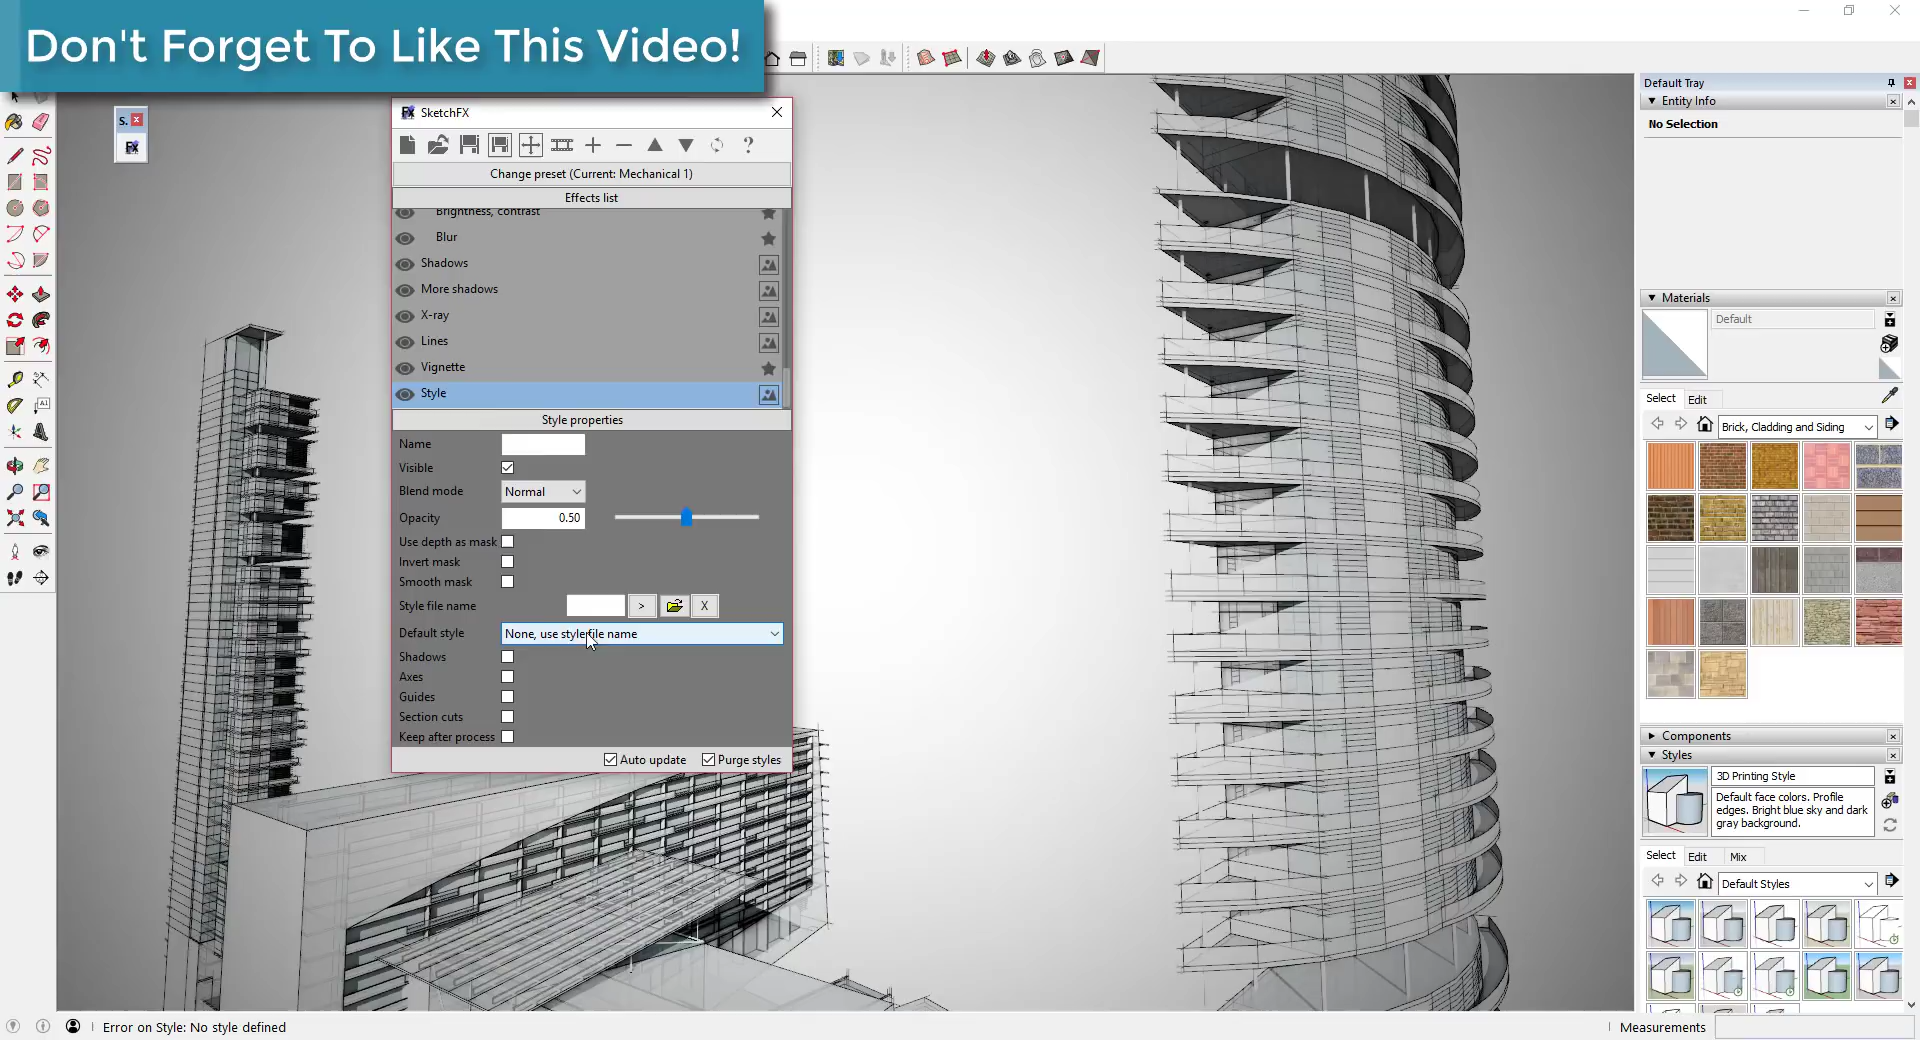 Don't Forget To Like This Video!
S.
SketchFX
Change preset (Current: Mechanical 1)
Effects list
Brightness, contrast
Blur
Shadows
More shadows
X-ray
Lines
Vignette
Style
Style properties
Name
Visible
Blend mode
Normal
Opacity
0.50
Use depth as mask
Invert mask
Smooth mask
Style file name
>
X
Default style
None, use style file name
Shadows
Axes
Guides
Section cuts
Keep after process
Auto update
Purge styles
Default Tray
Entity Info
No Selection
Materials
Default
Select
Edit
Brick, Cladding and Siding
Components
Styles
3D Printing Style
Default face colors. Profile
edges. Bright blue sky and dark
gray background.
Select
Edit
Mix
Default Styles
Error on Style: No style defined
Measurements